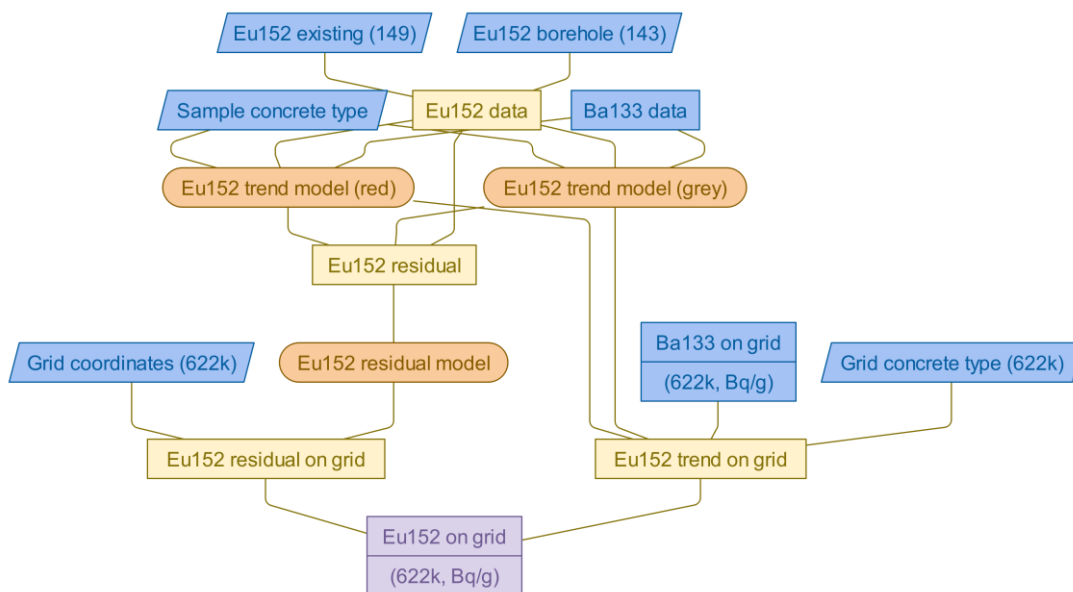 Eu152 existing (149)
Eu152 borehole (143)
Sample concrete type
Eu152 data
Ba133 data
Eu152 trend model (red)
Eu152 trend model (grey)
Eu152 residual
Grid coordinates (622k)
Eu152 residual model
Ba133 on grid
(622k, Bq/g)
Grid concrete type (622k)
Eu152 residual on grid
Eu152 trend on grid
Eu152 on grid
(622k, Bq/g)